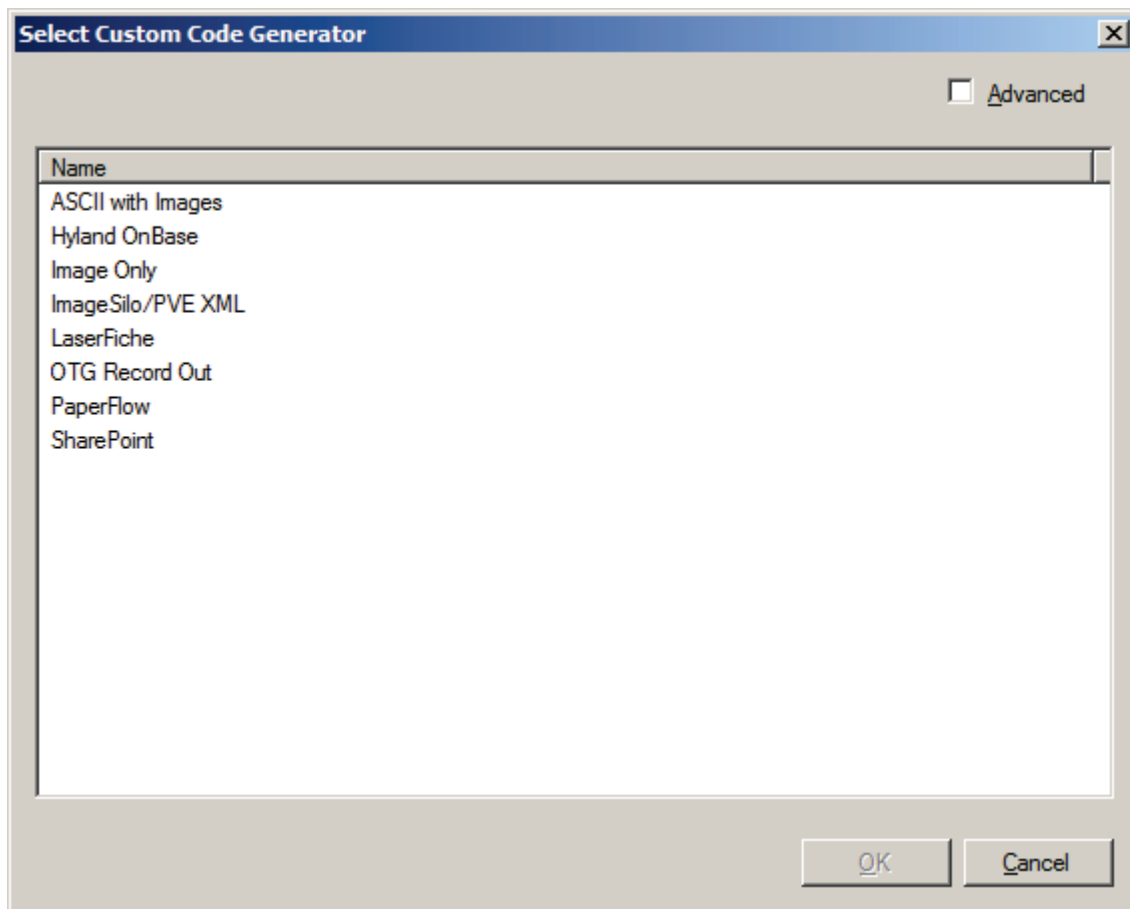 Select Custom Code Generator
Advanced
Name
ASCII with Images
Hyland OnBase
Image Only
ImageSilo/PVE XML
LaserFiche
OTG Record Out
PaperFlow
SharePoint
OK Cancel